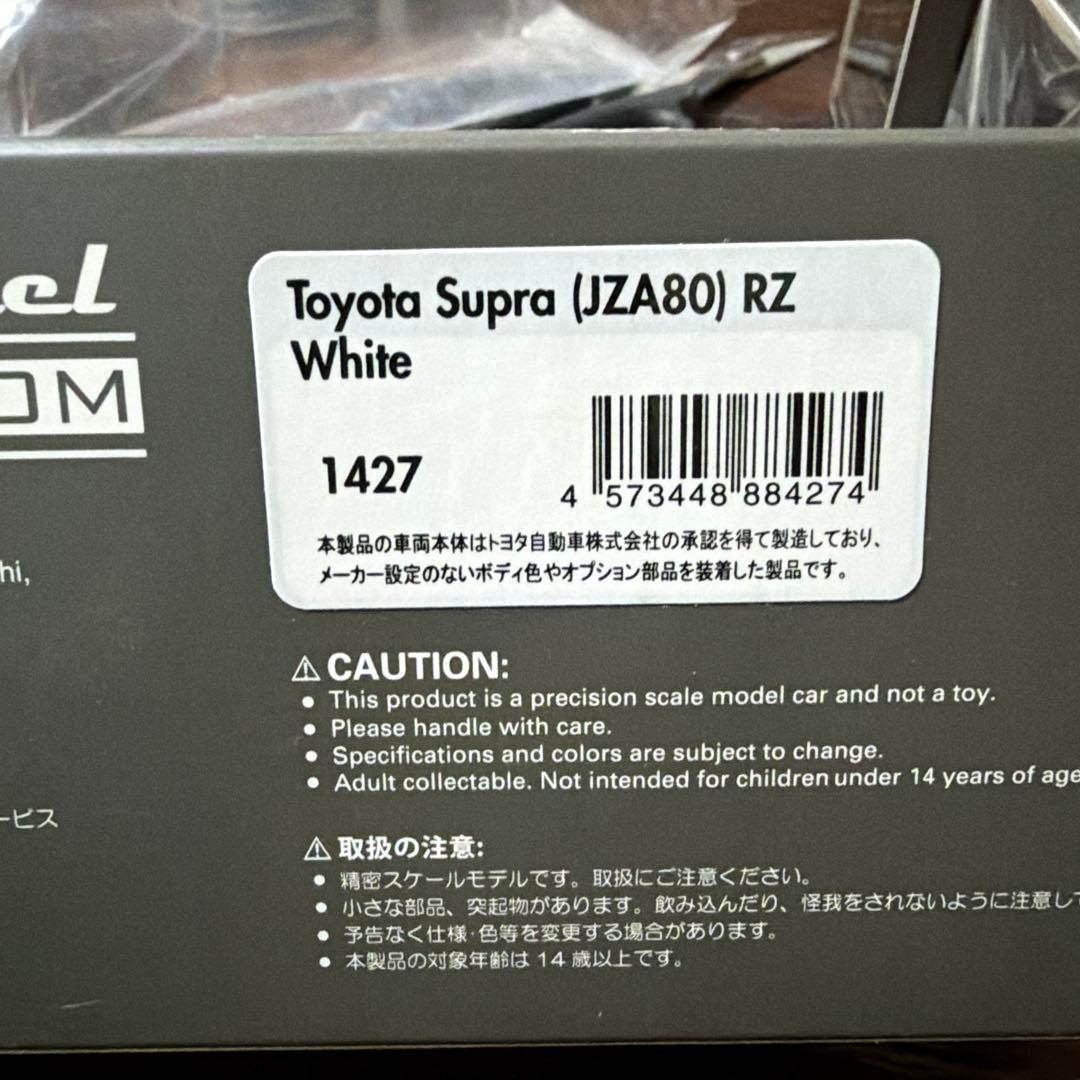 Toyota Supra (JZA80) RZ
White
1427
4 573448 884274
本製品の車両本体はトヨタ自動車株式会社の承認を得て製造しており、
メーカー設定のないボディ色やオプション部品を装着した製品です。
hi,
ービス
⚠ CAUTION:
• This product is a precision scale model car and not a toy.
• Please handle with care.
• Specifications and colors are subject to change.
• Adult collectable. Not intended for children under 14 years of age
⚠ 取扱の注意:
• 精密スケールモデルです。取扱にご注意ください。
• 小さな部品、突起物があります。飲み込んだり、怪我をされないように注意して
• 予告なく仕様·色等を変更する場合があります。
• 本製品の対象年齢は 14 歳以上です。